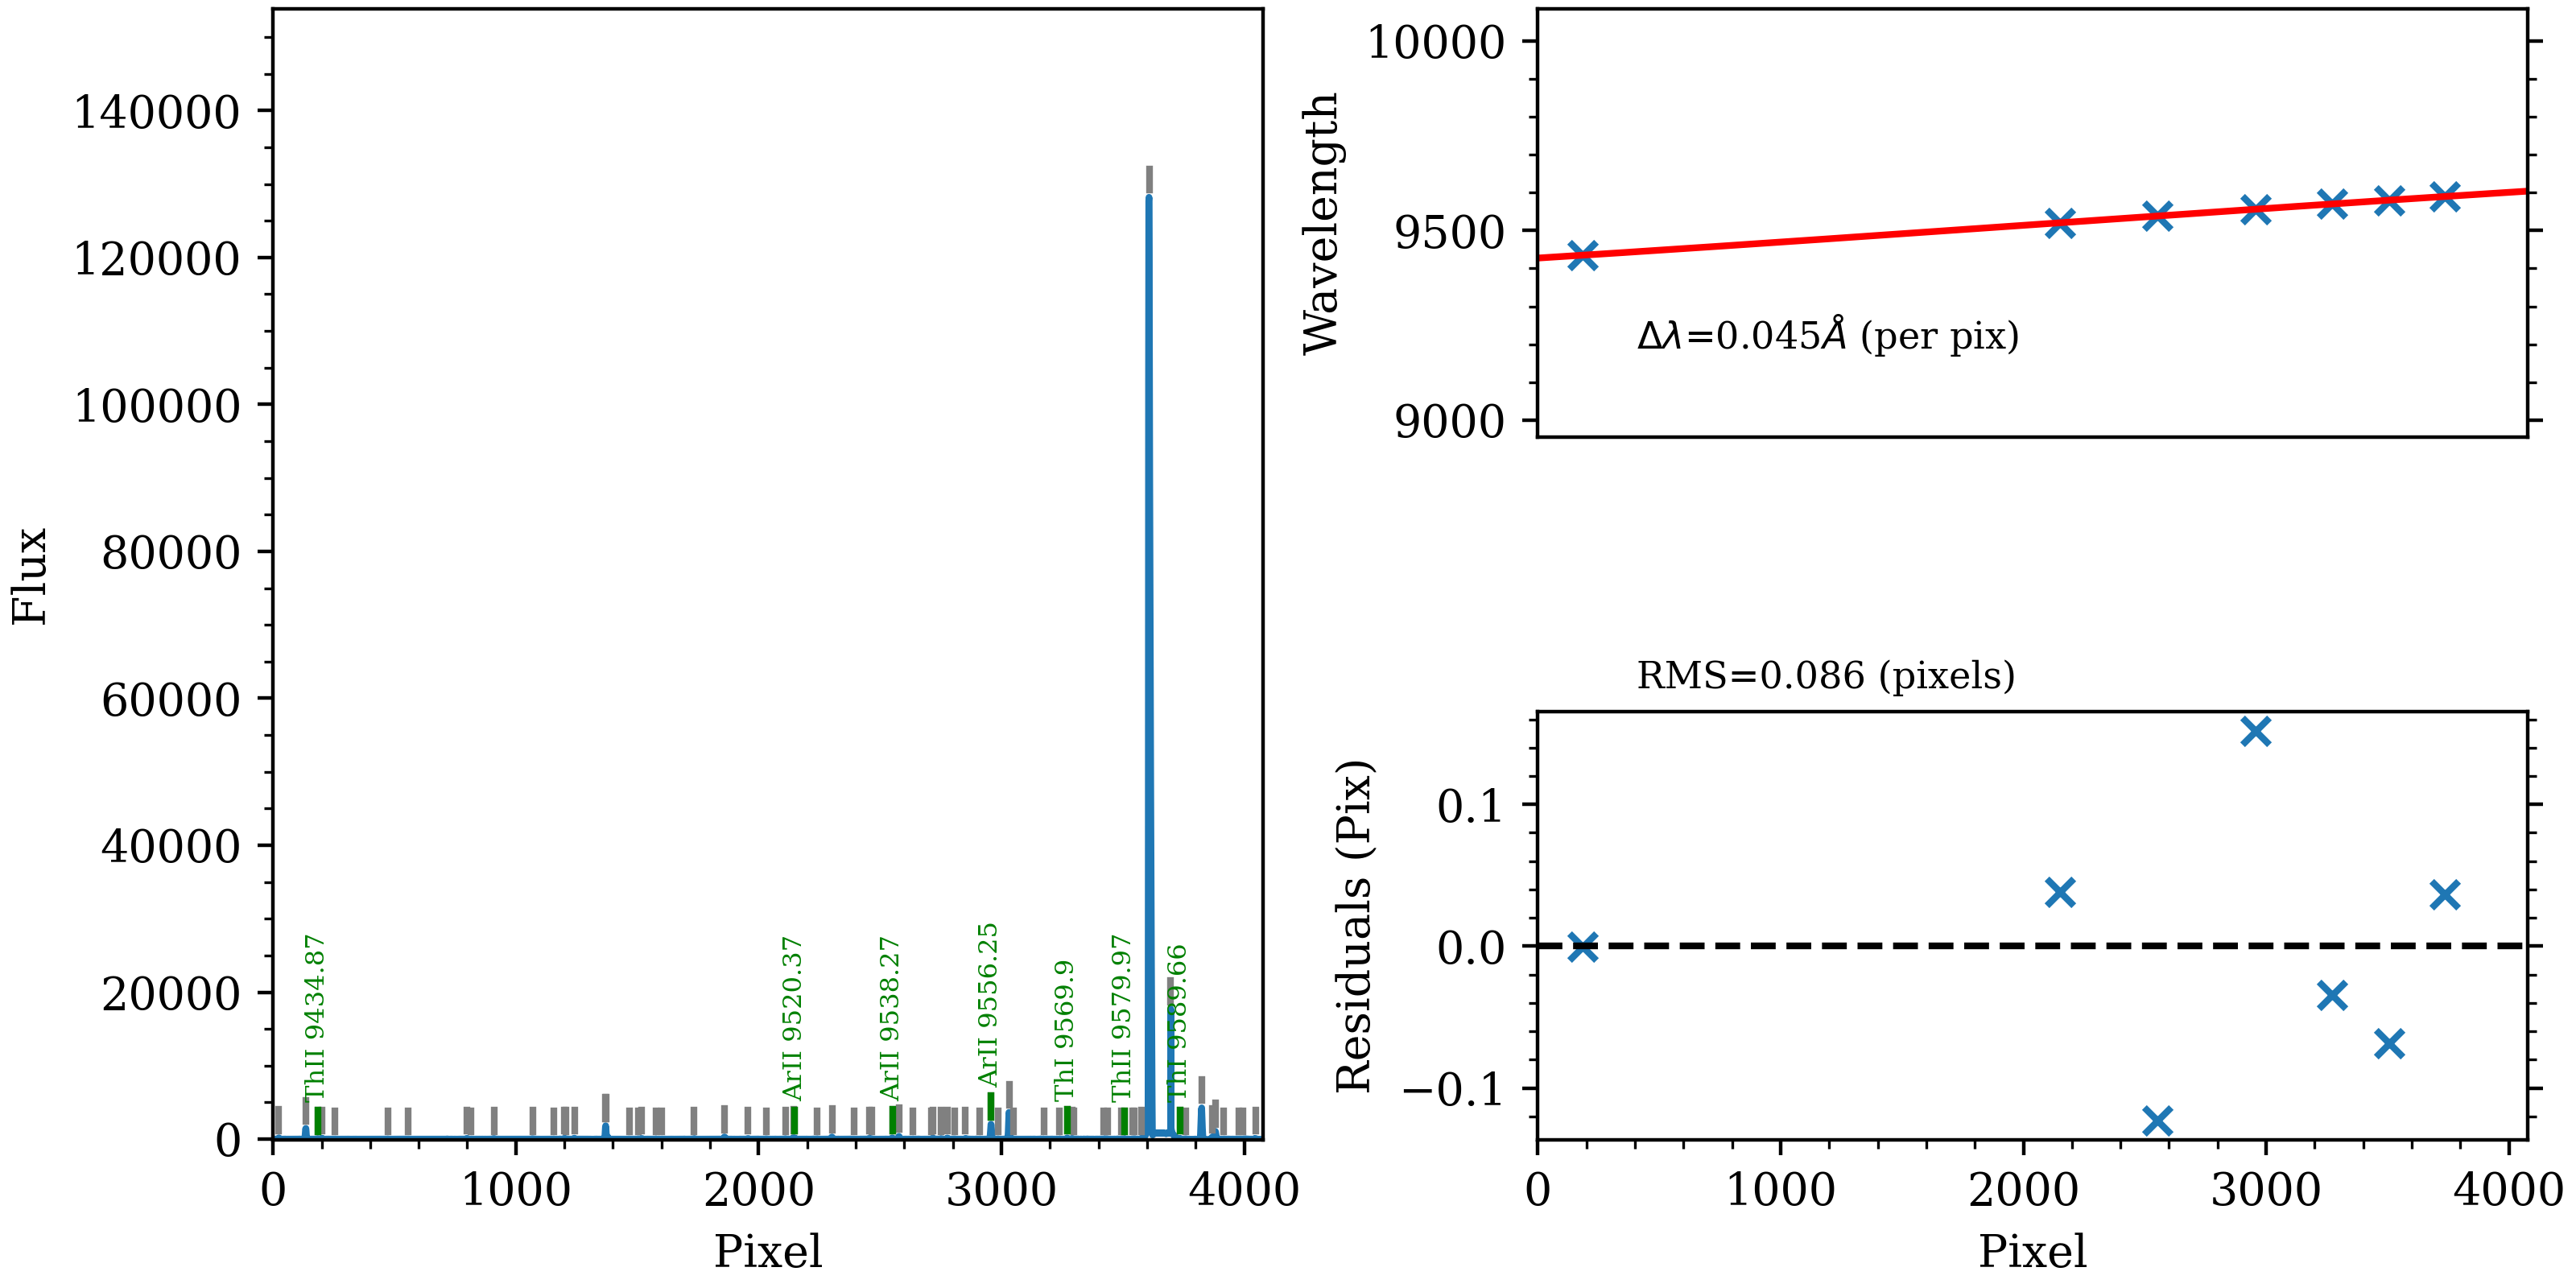 Flux
140000
120000
100000
80000
60000
40000
20000
0
ThII 9434.87
ArII 9520.37
ArII 9538.27
ArII 9556.25
ThI 9569.9
ThII 9579.97
ThI 9589.66
0 1000 2000 3000 4000
Pixel
Wavelength
10000
9500
9000
Δλ=0.045Å (per pix)
RMS=0.086 (pixels)
Residuals (Pix)
0.1
0.0
−0.1
0 1000 2000 3000 4000
Pixel